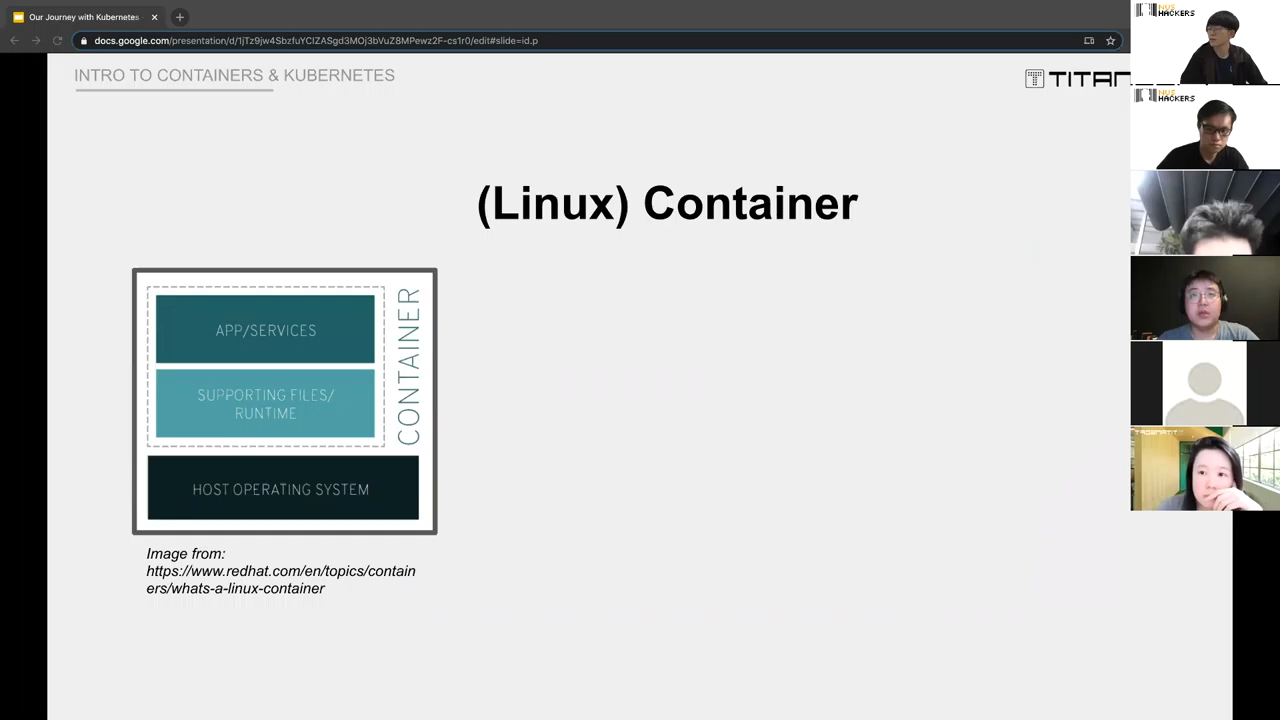 Our Journey with Kubernetes -
docs.google.com/presentation/d/1jTz9jw4SbzfuYCIZASgd3MOj3bVuZ8MPewz2F-cs1r0/edit#slide=id.p
INTRO TO CONTAINERS & KUBERNETES
TITAN
HACKERS
NUS
HACKERS
(Linux) Container
APP/SERVICES
SUPPORTING FILES/
RUNTIME
CONTAINER
HOST OPERATING SYSTEM
Image from:
https://www.redhat.com/en/topics/contain
ers/whats-a-linux-container